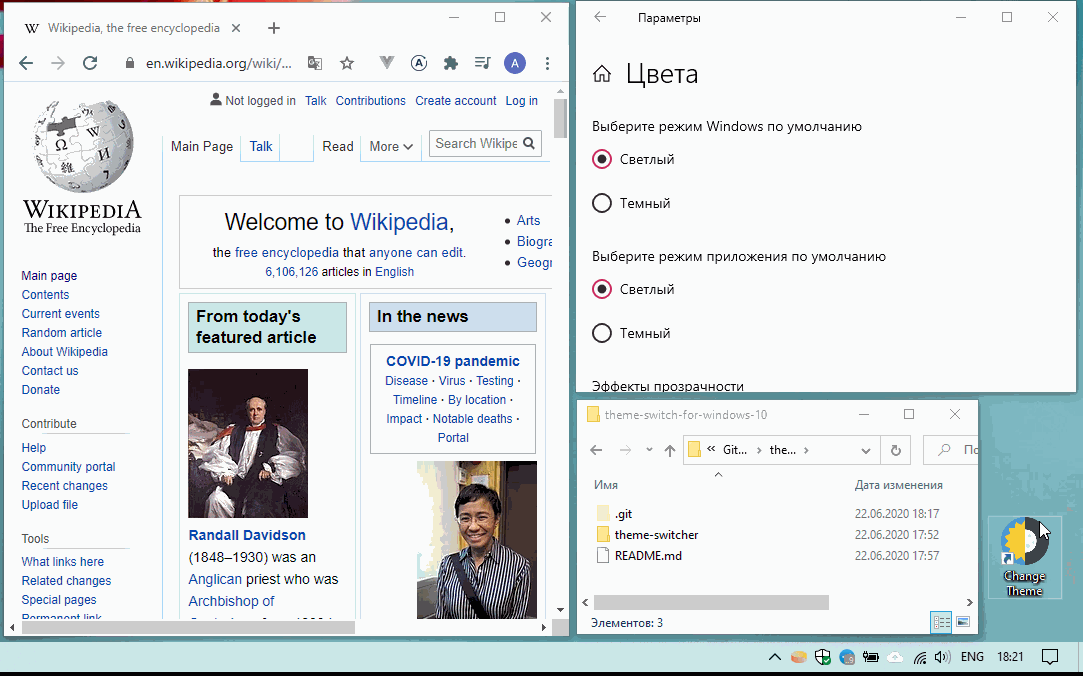 Wikipedia, the free encyclopedia
en.wikipedia.org/wiki/...
A
A
Not logged in Talk Contributions Create account Log in
Main Page Talk Read More
Search Wikipe
WIKIPEDIA
The Free Encyclopedia
Main page
Contents
Current events
Random article
About Wikipedia
Contact us
Donate
Contribute
Help
Community portal
Recent changes
Upload file
Tools
What links here
Related changes
Special pages
Permanent link
Welcome to Wikipedia,
the free encyclopedia that anyone can edit.
6,106,126 articles in English
Arts
Biogra
Geogr
From today's
featured article
Randall Davidson
(1848–1930) was an
Anglican priest who was
Archbishop of
In the news
COVID-19 pandemic
Disease · Virus · Testing ·
Timeline · By location ·
Impact · Notable deaths ·
Portal
Параметры
Цвета
Выберите режим Windows по умолчанию
Светлый
Темный
Выберите режим приложения по умолчанию
Светлый
Темный
Эффекты прозрачности
theme-switch-for-windows-10
« Git... › the... ›
По
Имя Дата изменения
.git 22.06.2020 18:17
theme-switcher 22.06.2020 17:52
README.md 22.06.2020 17:57
Элементов: 3
Change
Theme
ENG 18:21